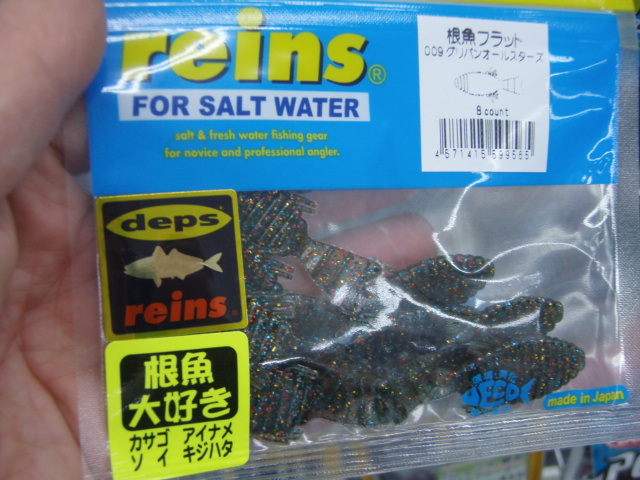 reins®
FOR SALT WATER
salt & fresh water fishing gear
for novice and professional angler.
根魚フラット
009 グリパンオールスターズ
8 count
4 571415 599565
deps
reins®
根魚
大好き
カサゴ アイナメ
ソイ キジハタ
made in Japan